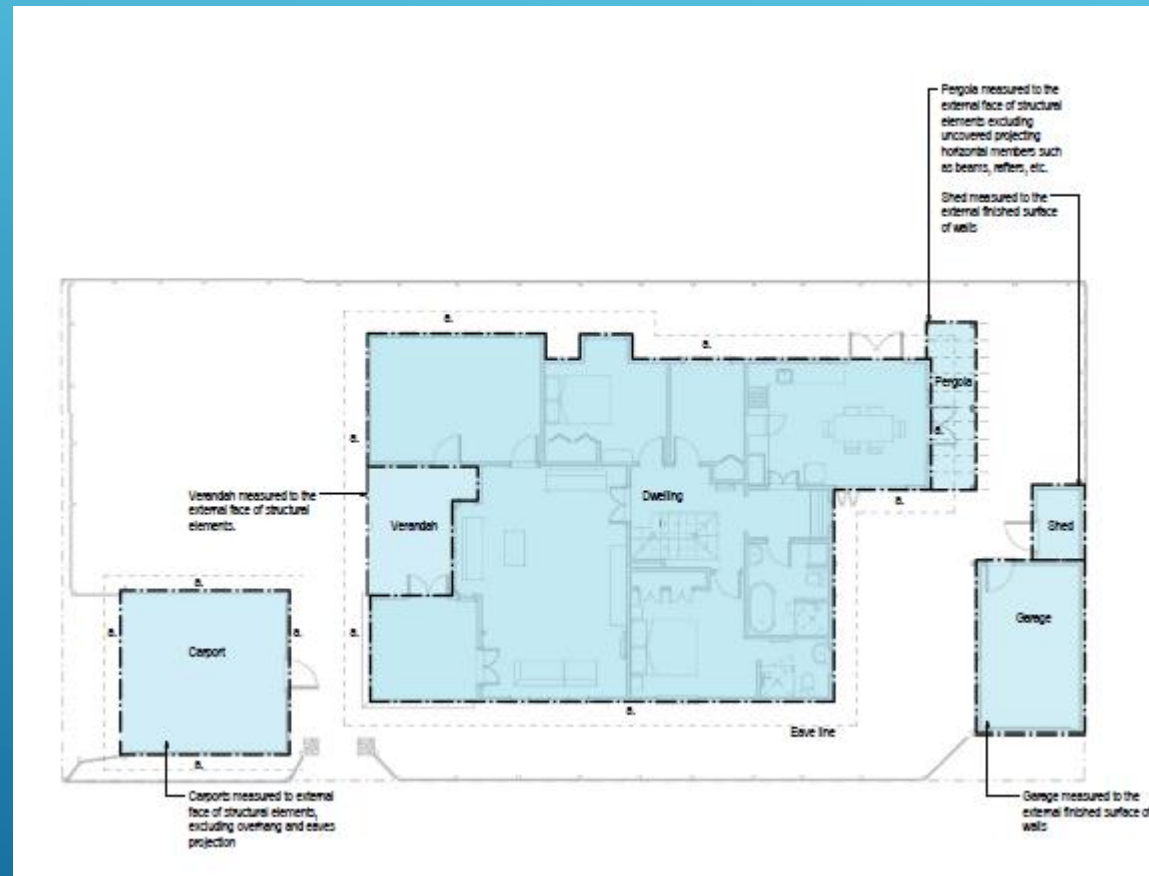 Pergola measured to the
external face of structural
elements excluding
uncovered projecting
horizontal members such
as beams, rafters, etc.
Shed measured to the
external finished surface
of walls
a.
a.
Pergola
a.
a.
Verandah measured to the
external face of structural
elements.
Verandah
Dwelling
a.
Shed
a.
a.
a.
a.
Carport
Garage
a.
Eave line
a.
Carports measured to external
face of structural elements,
excluding overhang and eaves
projection
Garage measured to the
external finished surface of
walls